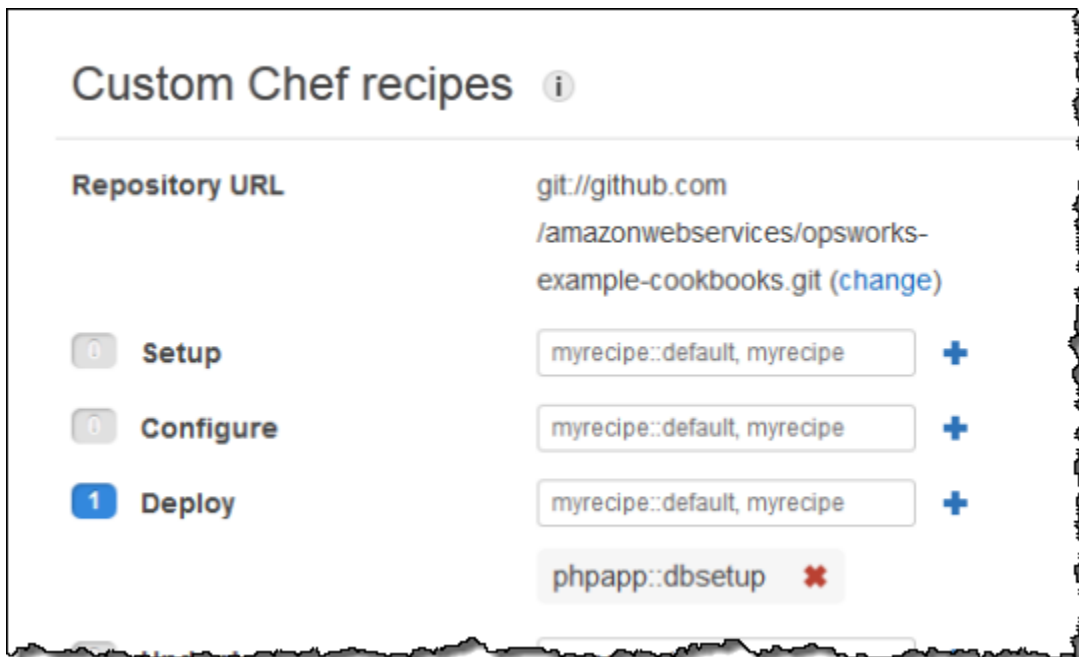 Custom Chef recipes i
Repository URL
git://github.com
/amazonwebservices/opsworks-
example-cookbooks.git (change)
0 Setup myrecipe::default, myrecipe
0 Configure myrecipe::default, myrecipe
1 Deploy myrecipe::default, myrecipe
phpapp::dbsetup